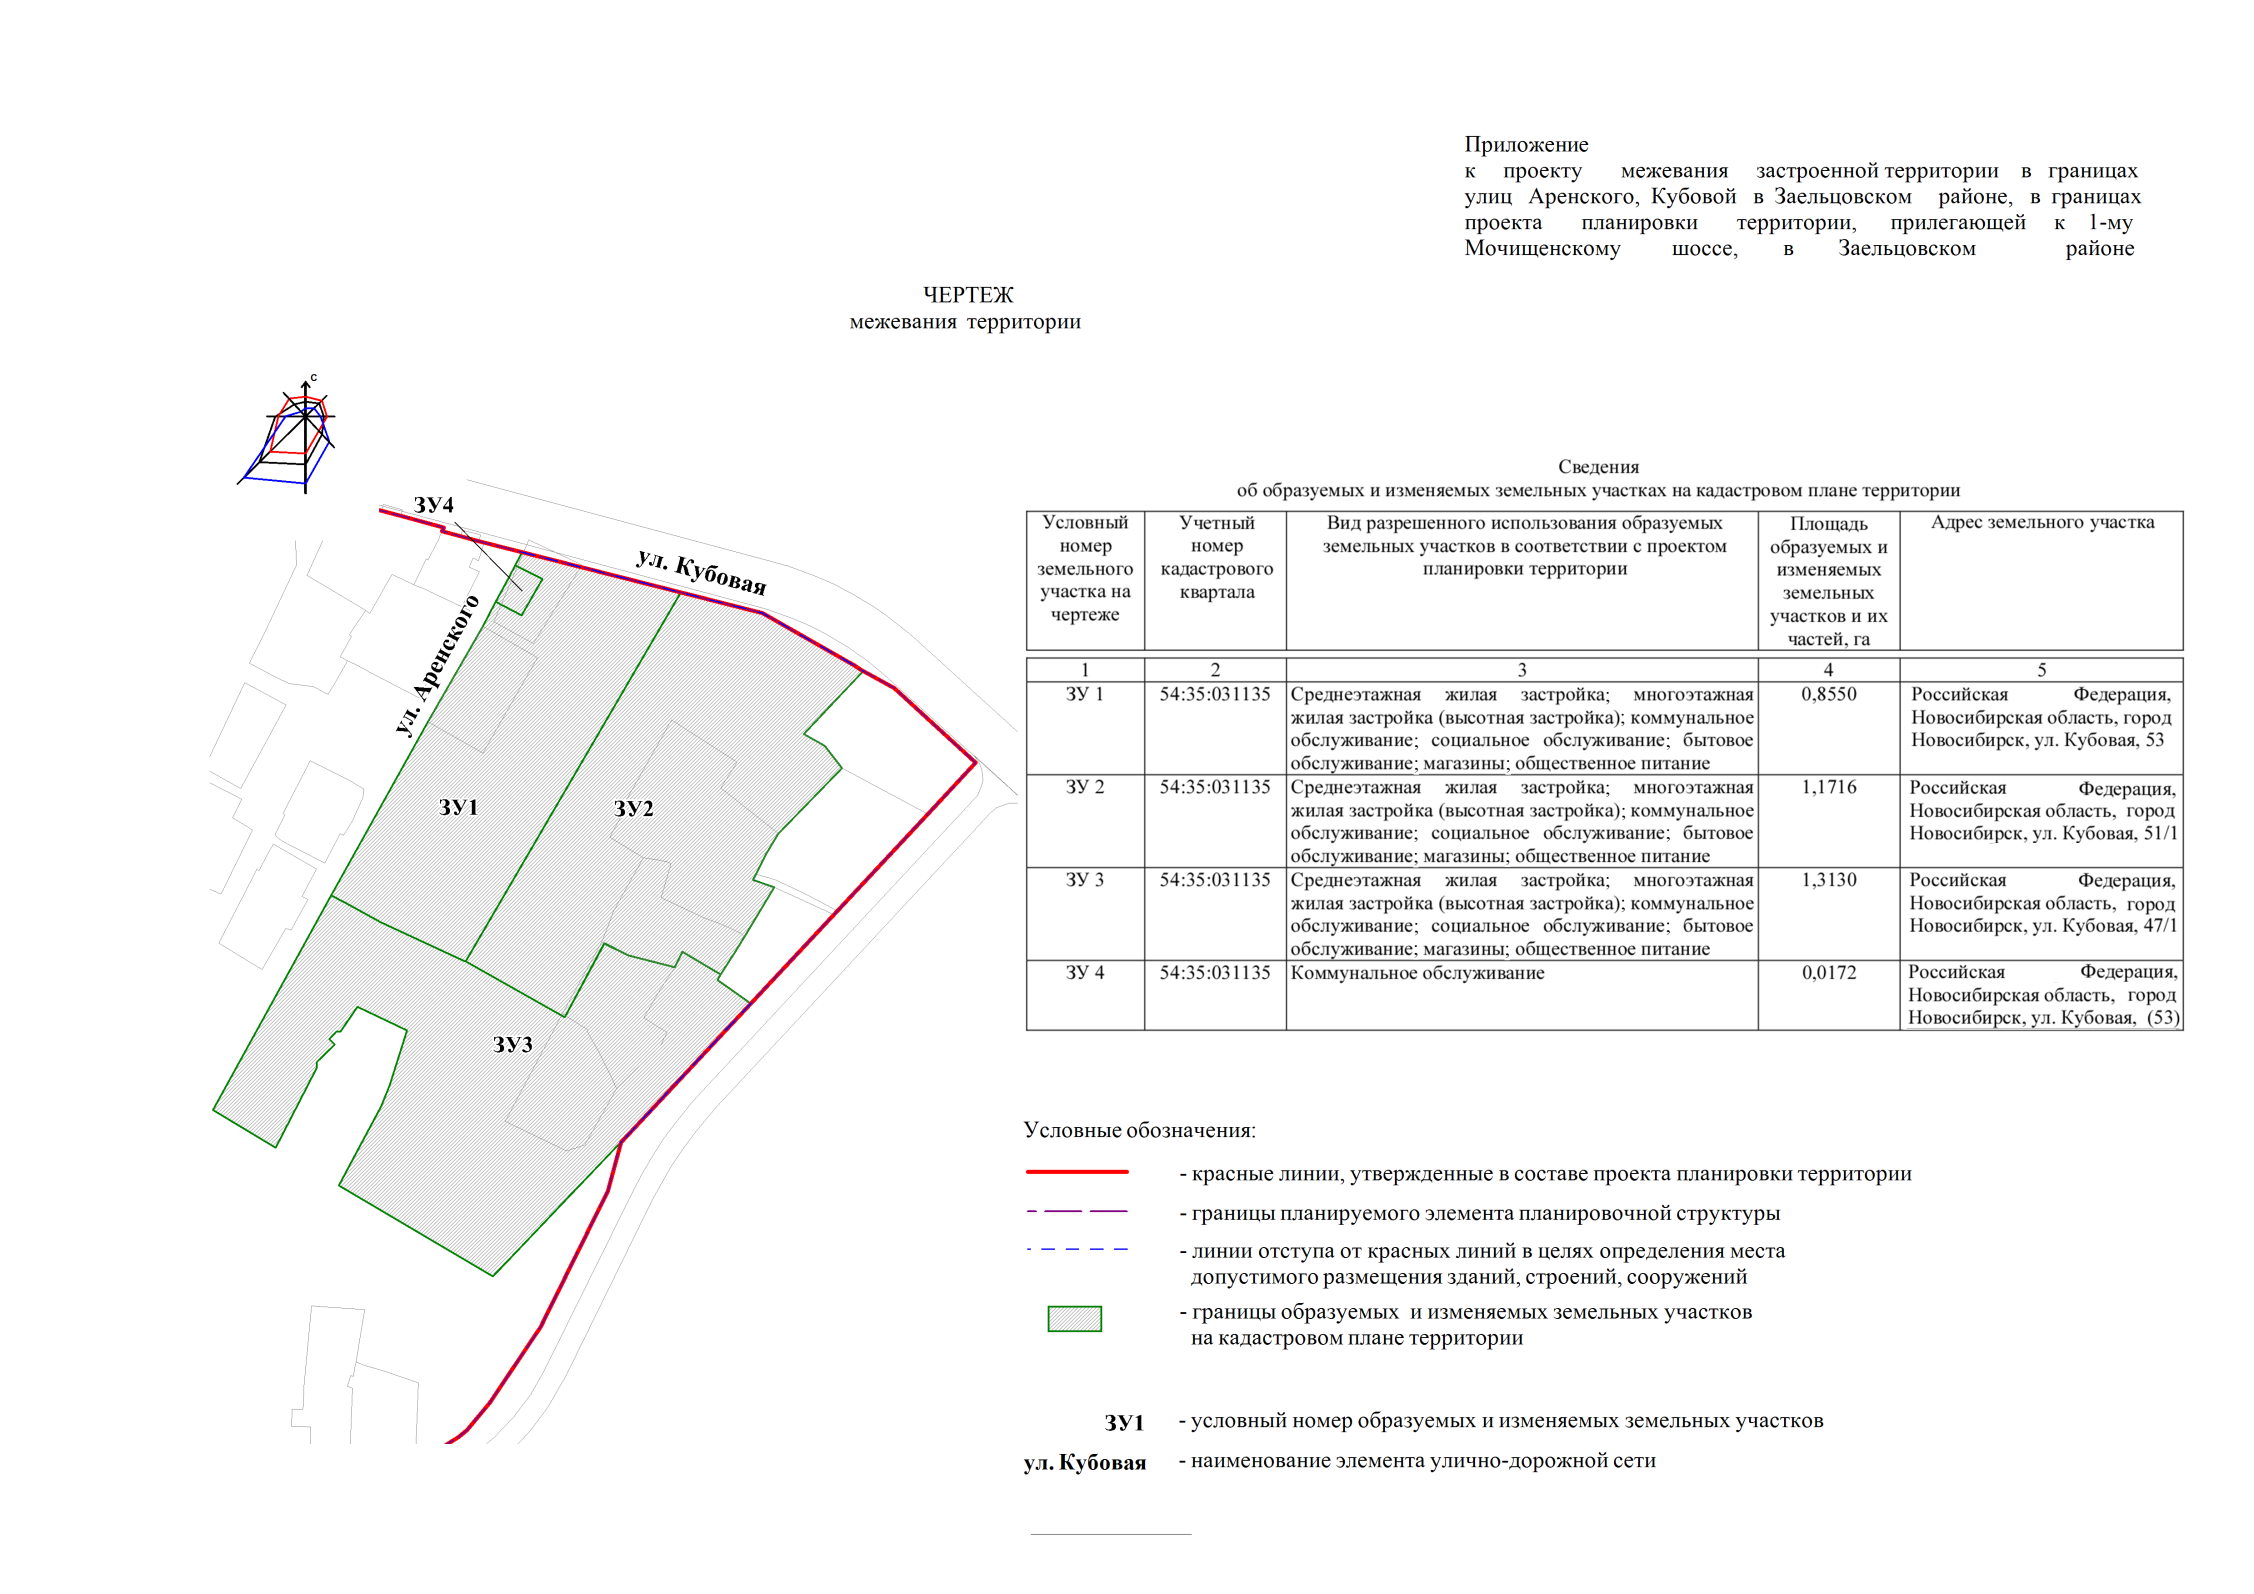 Приложение
к проекту межевания застроенной территории в границах
улиц Аренского, Кубовой в Заельцовском районе, в границах
проекта планировки территории, прилегающей к 1-му
Мочищенскому шоссе, в Заельцовском районе
ЧЕРТЕЖ
межевания территории
С
ЗУ4
ул. Кубовая
ул. Аренского
ЗУ1
ЗУ2
ЗУ3
Сведения
об образуемых и изменяемых земельных участках на кадастровом плане территории
Условный
номер
земельного
участка на
чертеже
Учетный
номер
кадастрового
квартала
Вид разрешенного использования образуемых
земельных участков в соответствии с проектом
планировки территории
Площадь
образуемых и
изменяемых
земельных
участков и их
частей, га
Адрес земельного участка
1 2 3 4 5
ЗУ 1 54:35:031135 Среднеэтажная жилая застройка; многоэтажная 0,8550 Российская Федерация,
жилая застройка (высотная застройка); коммунальное Новосибирская область, город
обслуживание; социальное обслуживание; бытовое Новосибирск, ул. Кубовая, 53
обслуживание; магазины; общественное питание
ЗУ 2 54:35:031135 Среднеэтажная жилая застройка; многоэтажная 1,1716 Российская Федерация,
жилая застройка (высотная застройка); коммунальное Новосибирская область, город
обслуживание; социальное обслуживание; бытовое Новосибирск, ул. Кубовая, 51/1
обслуживание; магазины; общественное питание
ЗУ 3 54:35:031135 Среднеэтажная жилая застройка; многоэтажная 1,3130 Российская Федерация,
жилая застройка (высотная застройка); коммунальное Новосибирская область, город
обслуживание; социальное обслуживание; бытовое Новосибирск, ул. Кубовая, 47/1
обслуживание; магазины; общественное питание
ЗУ 4 54:35:031135 Коммунальное обслуживание 0,0172 Российская Федерация,
Новосибирская область, город
Новосибирск, ул. Кубовая, (53)
Условные обозначения:
- красные линии, утвержденные в составе проекта планировки территории
- границы планируемого элемента планировочной структуры
- линии отступа от красных линий в целях определения места
допустимого размещения зданий, строений, сооружений
- границы образуемых и изменяемых земельных участков
на кадастровом плане территории
ЗУ1 - условный номер образуемых и изменяемых земельных участков
ул. Кубовая - наименование элемента улично-дорожной сети